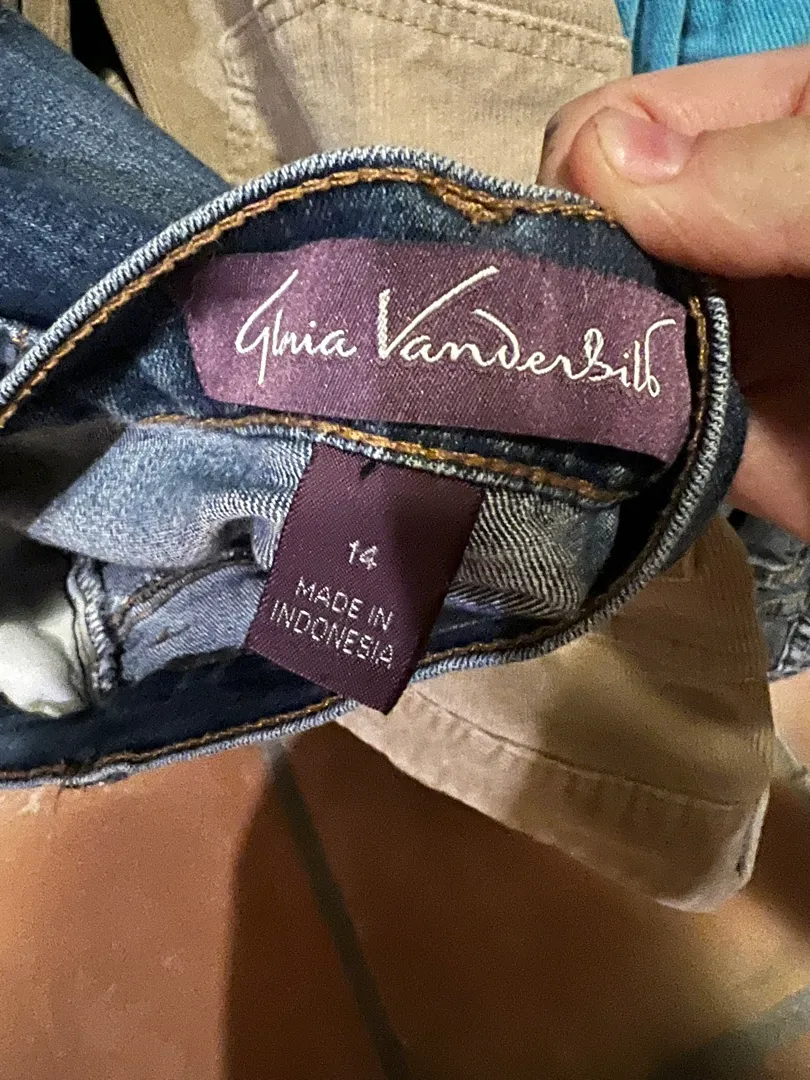 Gloria Vanderbilt
14
MADE IN
INDONESIA